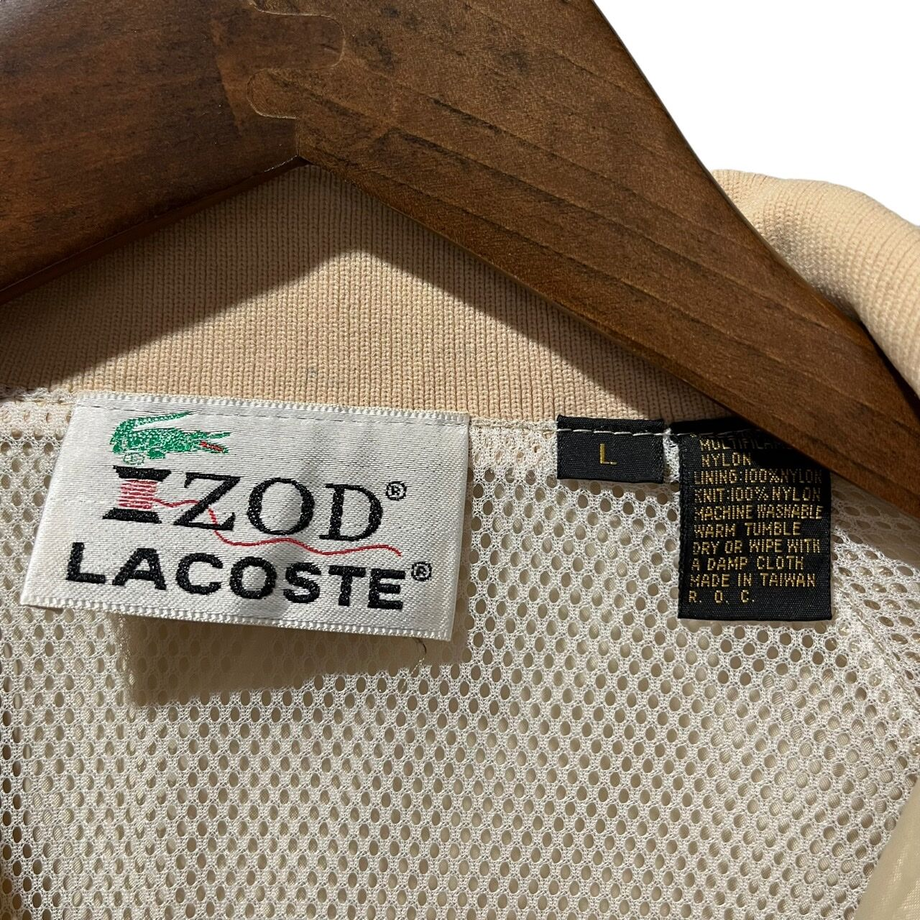 IZOD®
LACOSTE®
L
NYLON
LINING:100%NYLON
KNIT:100% NYLON
MACHINE WASHABLE
WARM TUMBLE
DRY OR WIPE WITH
A DAMP CLOTH
MADE IN TAIWAN
R. O. C.